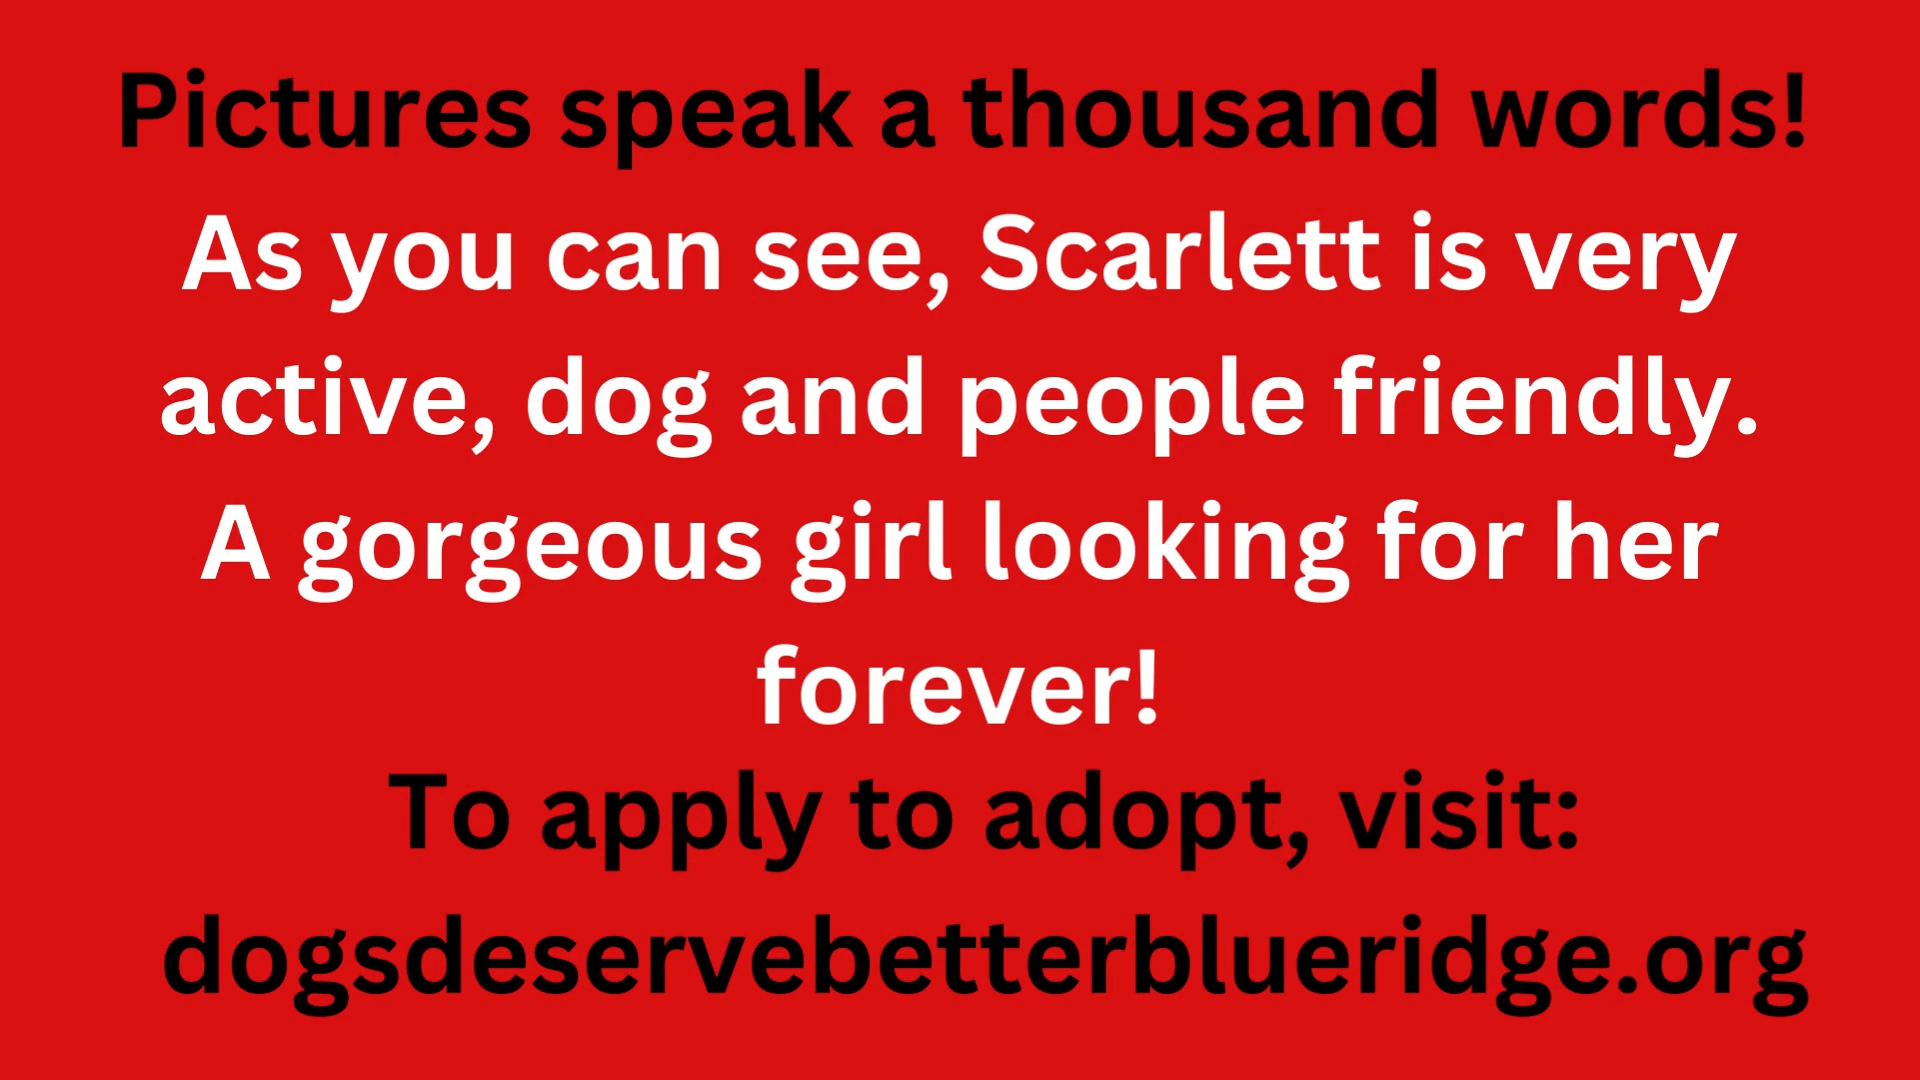 Pictures speak a thousand words!
As you can see, Scarlett is very
active, dog and people friendly.
A gorgeous girl looking for her
forever!
To apply to adopt, visit:
dogsdeservebetterblueridge.org